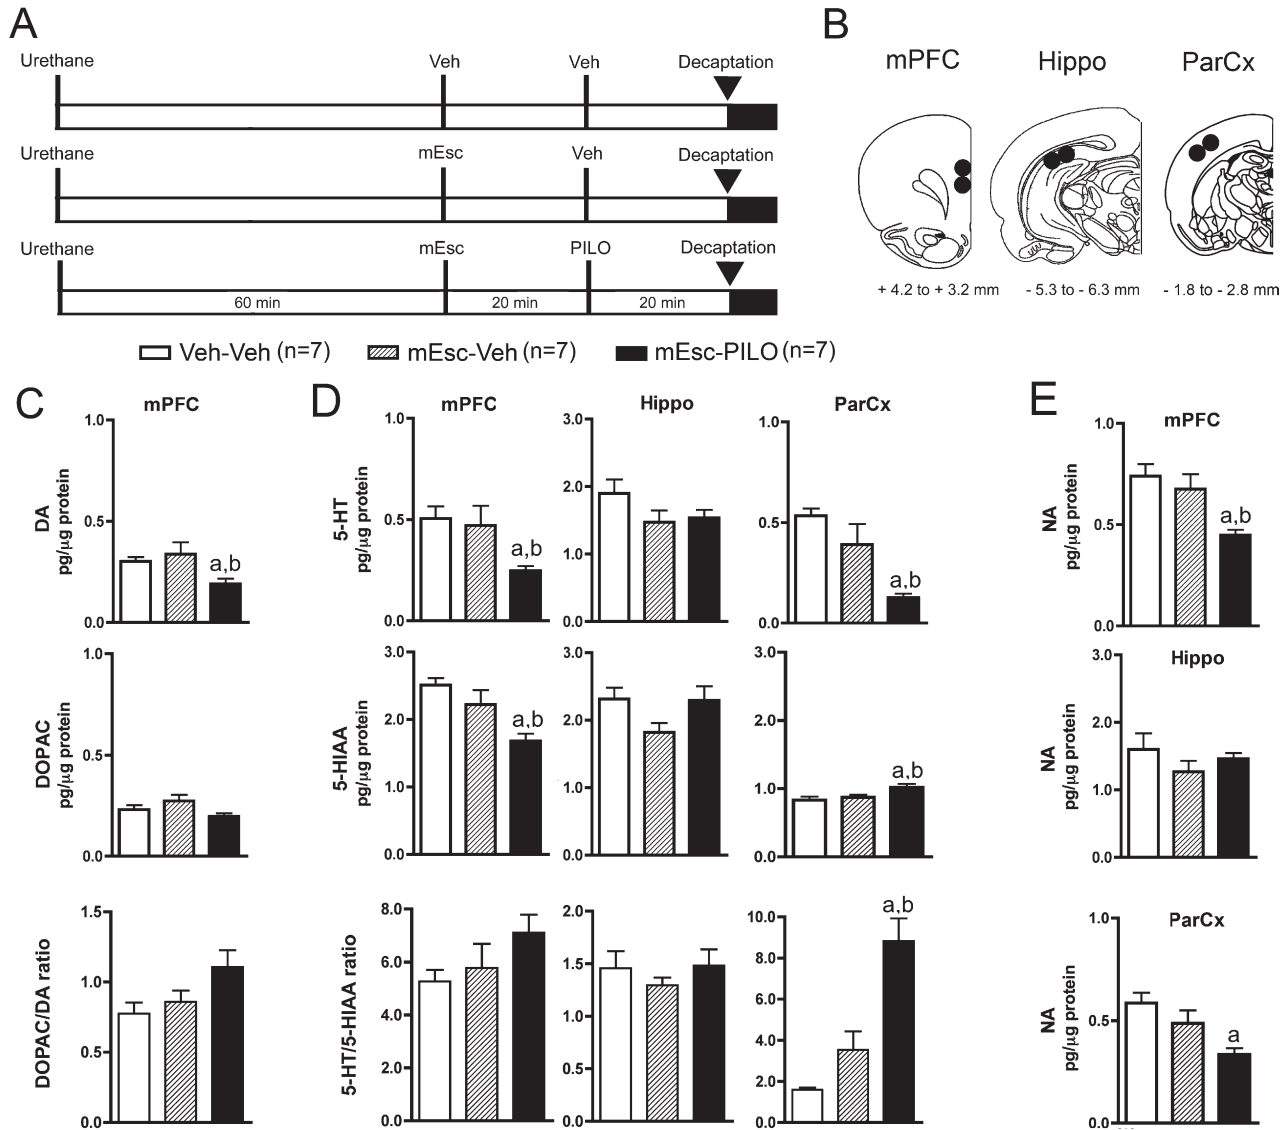 A
Urethane Veh Veh Decaptation
Urethane mEsc Veh Decaptation
Urethane mEsc PILO Decaptation
60 min 20 min 20 min
B
mPFC Hippo ParCx
+ 4.2 to + 3.2 mm - 5.3 to - 6.3 mm - 1.8 to - 2.8 mm
Veh-Veh (n=7) mEsc-Veh (n=7) mEsc-PILO (n=7)
C
mPFC
DA
pg/µg protein
1.0
0.5
0.0
a,b
DOPAC
pg/µg protein
1.0
0.5
0.0
DOPAC/DA ratio
1.5
1.0
0.5
0.0
D
mPFC Hippo ParCx
5-HT
pg/µg protein
1.0
0.5
0.0
a,b
3.0
2.0
1.0
0.0
1.0
0.5
0.0
a,b
5-HIAA
pg/µg protein
3.0
2.0
1.0
0.0
a,b
3.0
2.0
1.0
0.0
3.0
2.0
1.0
0.0
a,b
5-HT/5-HIAA ratio
8.0
6.0
4.0
2.0
0.0
2.0
1.5
1.0
0.5
0.0
10.0
8.0
6.0
4.0
2.0
0.0
a,b
E
mPFC
NA
pg/µg protein
1.0
0.5
0.0
a,b
Hippo
NA
pg/µg protein
3.0
2.0
1.0
0.0
ParCx
NA
pg/µg protein
1.0
0.5
0.0
a